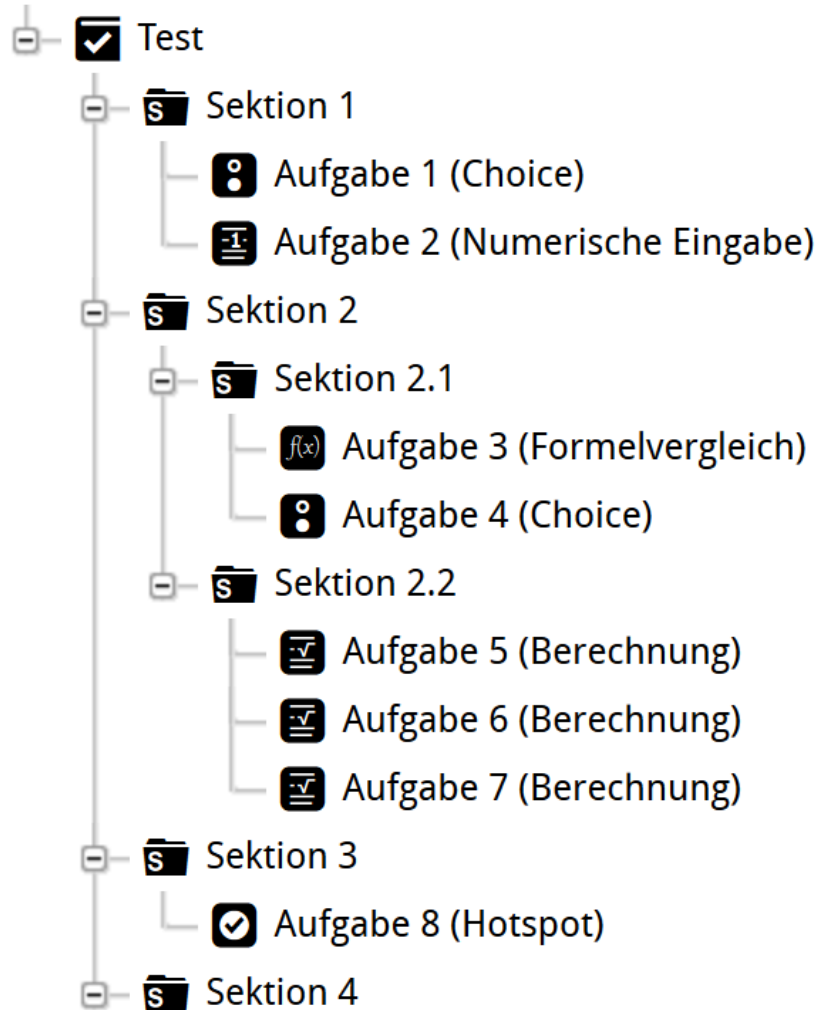 Test
S Sektion 1
Aufgabe 1 (Choice)
-1- Aufgabe 2 (Numerische Eingabe)
S Sektion 2
S Sektion 2.1
f(x) Aufgabe 3 (Formelvergleich)
Aufgabe 4 (Choice)
S Sektion 2.2
√ Aufgabe 5 (Berechnung)
√ Aufgabe 6 (Berechnung)
√ Aufgabe 7 (Berechnung)
S Sektion 3
Aufgabe 8 (Hotspot)
S Sektion 4